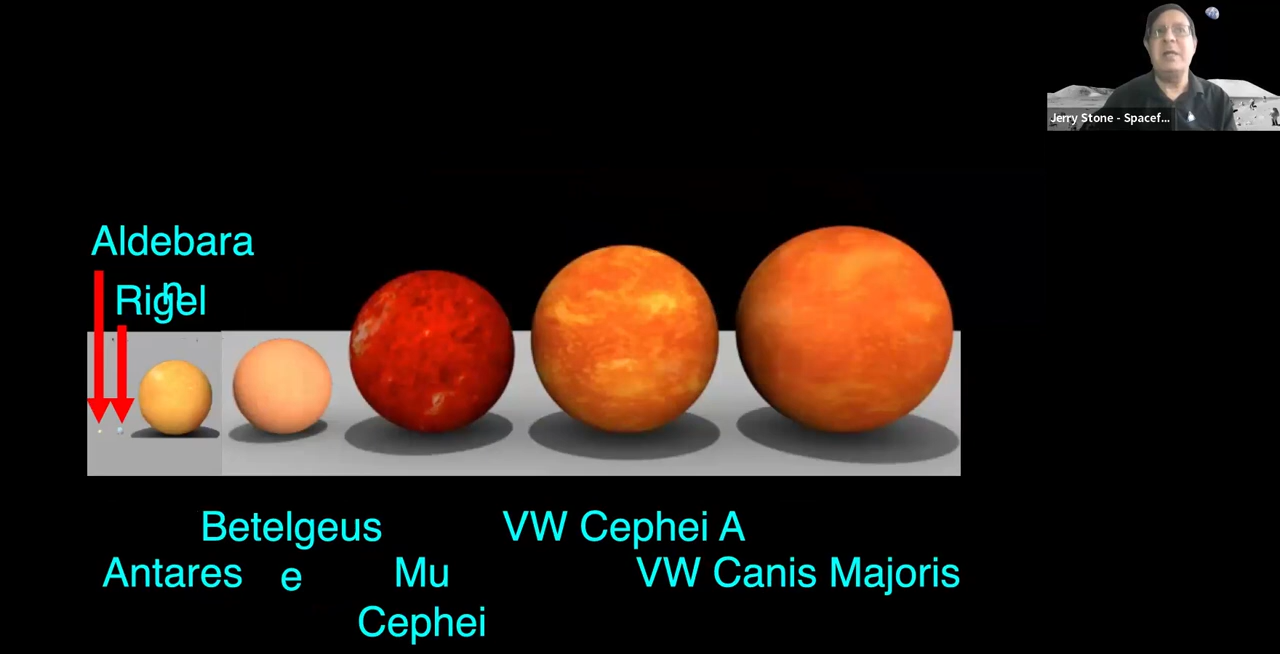 Jerry Stone - Spacef...
Aldebara
n
Rigel
Betelgeus
e
Antares
Mu
Cephei
VW Cephei A
VW Canis Majoris